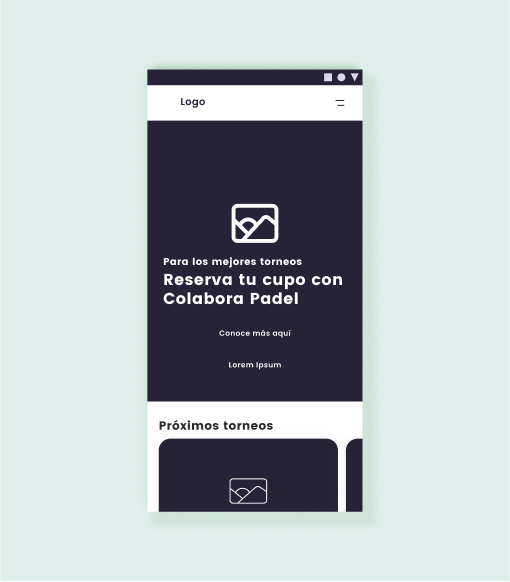 Logo
Para los mejores torneos
Reserva tu cupo con
Colabora Padel
Conoce más aquí
Lorem Ipsum
Próximos torneos